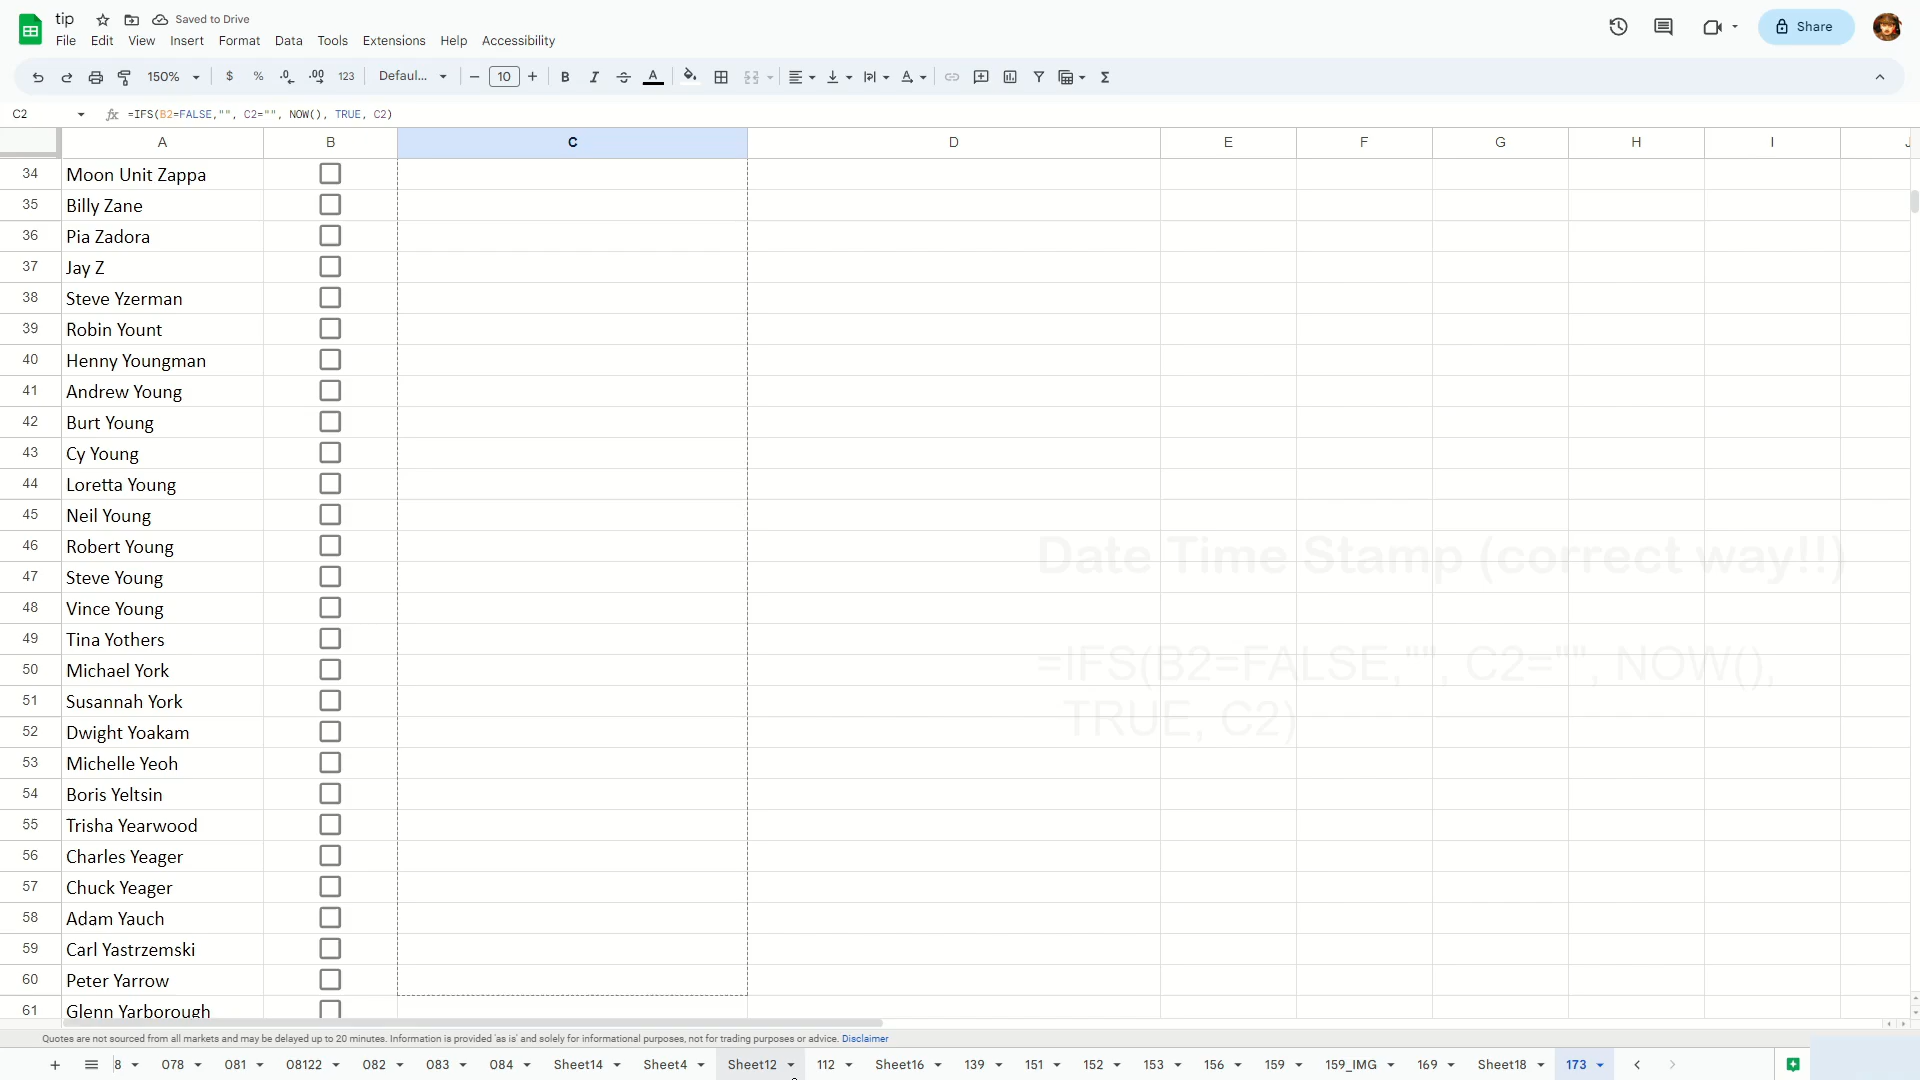 tip Saved to Drive
File Edit View Insert Format Data Tools Extensions Help Accessibility
Share
150% $ % .0 .00 123 Defaul... 10 B I S A
C2 fx =IFS(B2=FALSE,"", C2="", NOW(), TRUE, C2)
A B C D E F G H I J
34 Moon Unit Zappa
35 Billy Zane
36 Pia Zadora
37 Jay Z
38 Steve Yzerman
39 Robin Yount
40 Henny Youngman
41 Andrew Young
42 Burt Young
43 Cy Young
44 Loretta Young
45 Neil Young
46 Robert Young
47 Steve Young
48 Vince Young
49 Tina Yothers
50 Michael York
51 Susannah York
52 Dwight Yoakam
53 Michelle Yeoh
54 Boris Yeltsin
55 Trisha Yearwood
56 Charles Yeager
57 Chuck Yeager
58 Adam Yauch
59 Carl Yastrzemski
60 Peter Yarrow
61 Glenn Yarborough
Date Time Stamp (correct way!!)
=IFS(B2=FALSE,"", C2="", NOW(),
TRUE, C2)
Quotes are not sourced from all markets and may be delayed up to 20 minutes. Information is provided 'as is' and solely for informational purposes, not for trading purposes or advice. Disclaimer
8 078 081 08122 082 083 084 Sheet14 Sheet4 Sheet12 112 Sheet16 139 151 152 153 156 159 159_IMG 169 Sheet18 173